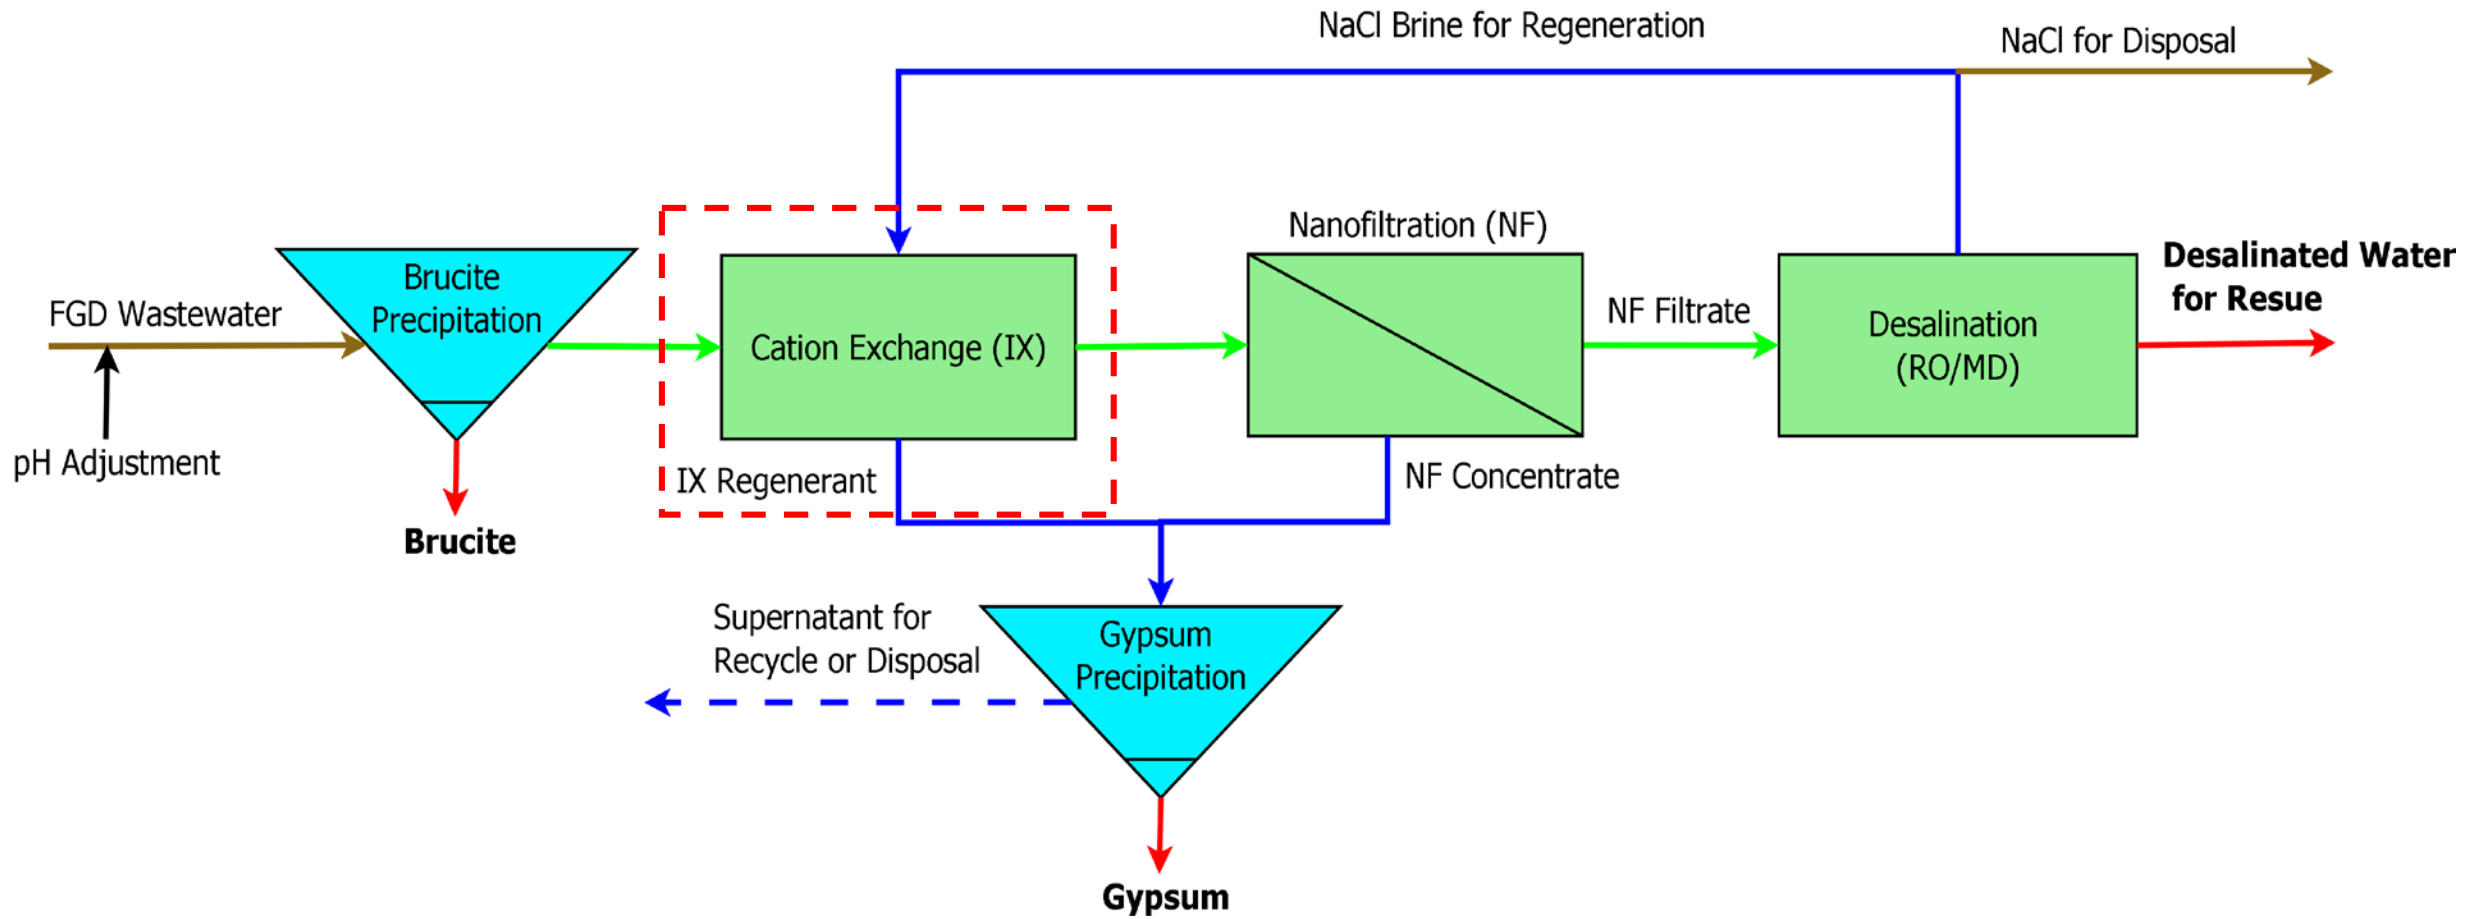 NaCl Brine for Regeneration
NaCl for Disposal
Nanofiltration (NF)
Desalinated Water
for Resue
Brucite
Precipitation
FGD Wastewater
NF Filtrate
Desalination
(RO/MD)
Cation Exchange (IX)
pH Adjustment
IX Regenerant
NF Concentrate
Brucite
Supernatant for
Recycle or Disposal
Gypsum
Precipitation
Gypsum